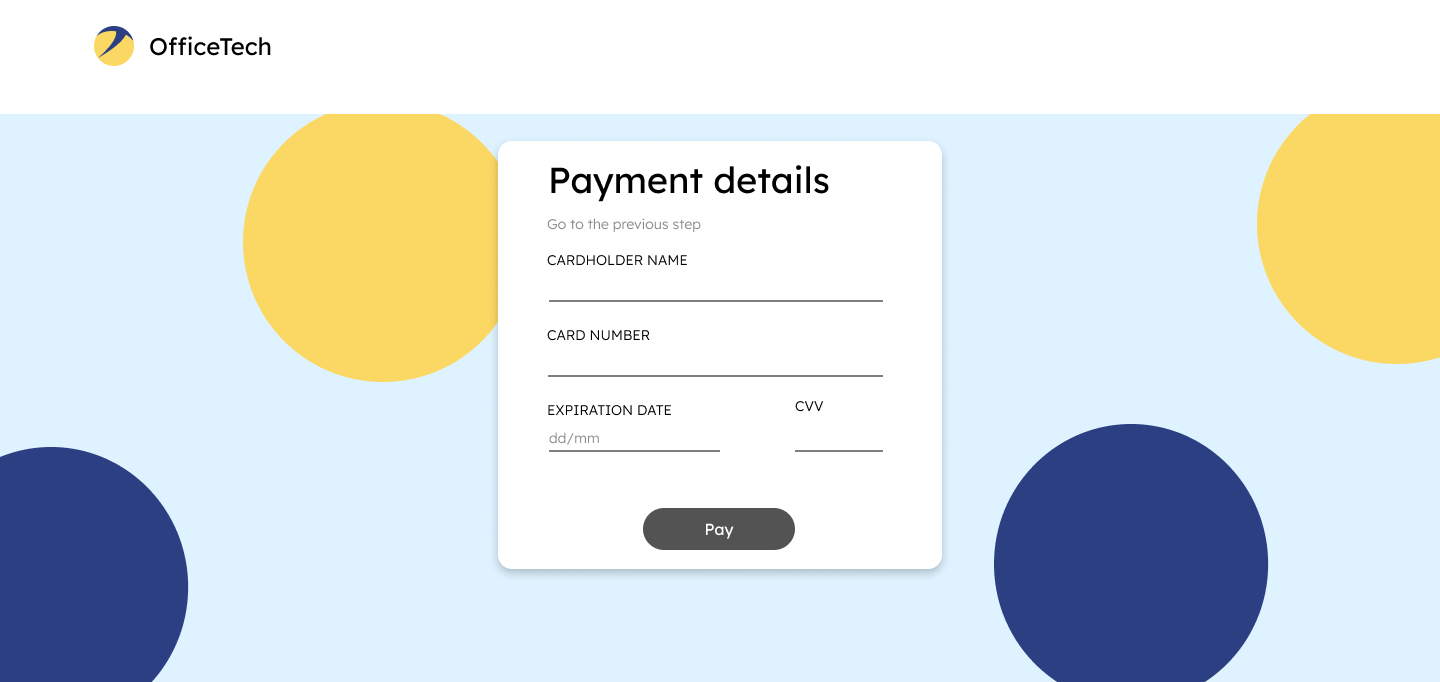 OfficeTech
Payment details
Go to the previous step
CARDHOLDER NAME
CARD NUMBER
EXPIRATION DATE
CVV
dd/mm
Pay